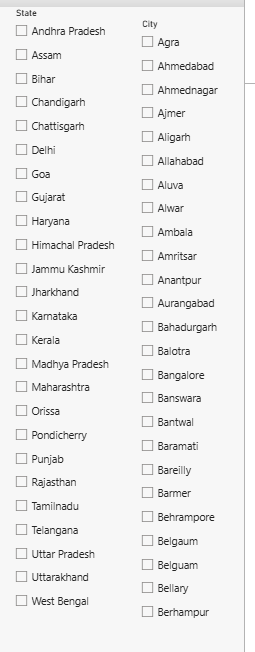 State
Andhra Pradesh
Assam
Bihar
Chandigarh
Chattisgarh
Delhi
Goa
Gujarat
Haryana
Himachal Pradesh
Jammu Kashmir
Jharkhand
Karnataka
Kerala
Madhya Pradesh
Maharashtra
Orissa
Pondicherry
Punjab
Rajasthan
Tamilnadu
Telangana
Uttar Pradesh
Uttarakhand
West Bengal
City
Agra
Ahmedabad
Ahmednagar
Ajmer
Aligarh
Allahabad
Aluva
Alwar
Ambala
Amritsar
Anantpur
Aurangabad
Bahadurgarh
Balotra
Bangalore
Banswara
Bantwal
Baramati
Bareilly
Barmer
Behrampore
Belgaum
Belguam
Bellary
Berhampur